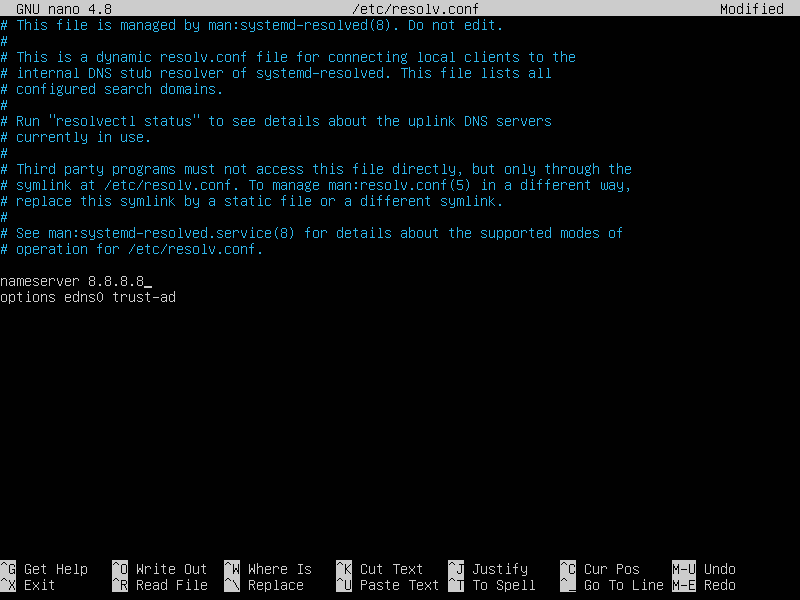 GNU nano 4.8 /etc/resolv.conf Modified
# This file is managed by man:systemd-resolved(8). Do not edit.
#
# This is a dynamic resolv.conf file for connecting local clients to the
# internal DNS stub resolver of systemd-resolved. This file lists all
# configured search domains.
#
# Run "resolvectl status" to see details about the uplink DNS servers
# currently in use.
#
# Third party programs must not access this file directly, but only through the
# symlink at /etc/resolv.conf. To manage man:resolv.conf(5) in a different way,
# replace this symlink by a static file or a different symlink.
#
# See man:systemd-resolved.service(8) for details about the supported modes of
# operation for /etc/resolv.conf.
nameserver 8.8.8.8_
options edns0 trust-ad
^G Get Help ^O Write Out ^W Where Is ^K Cut Text ^J Justify ^C Cur Pos M-U Undo
^X Exit ^R Read File ^\ Replace ^U Paste Text ^T To Spell ^_ Go To Line M-E Redo